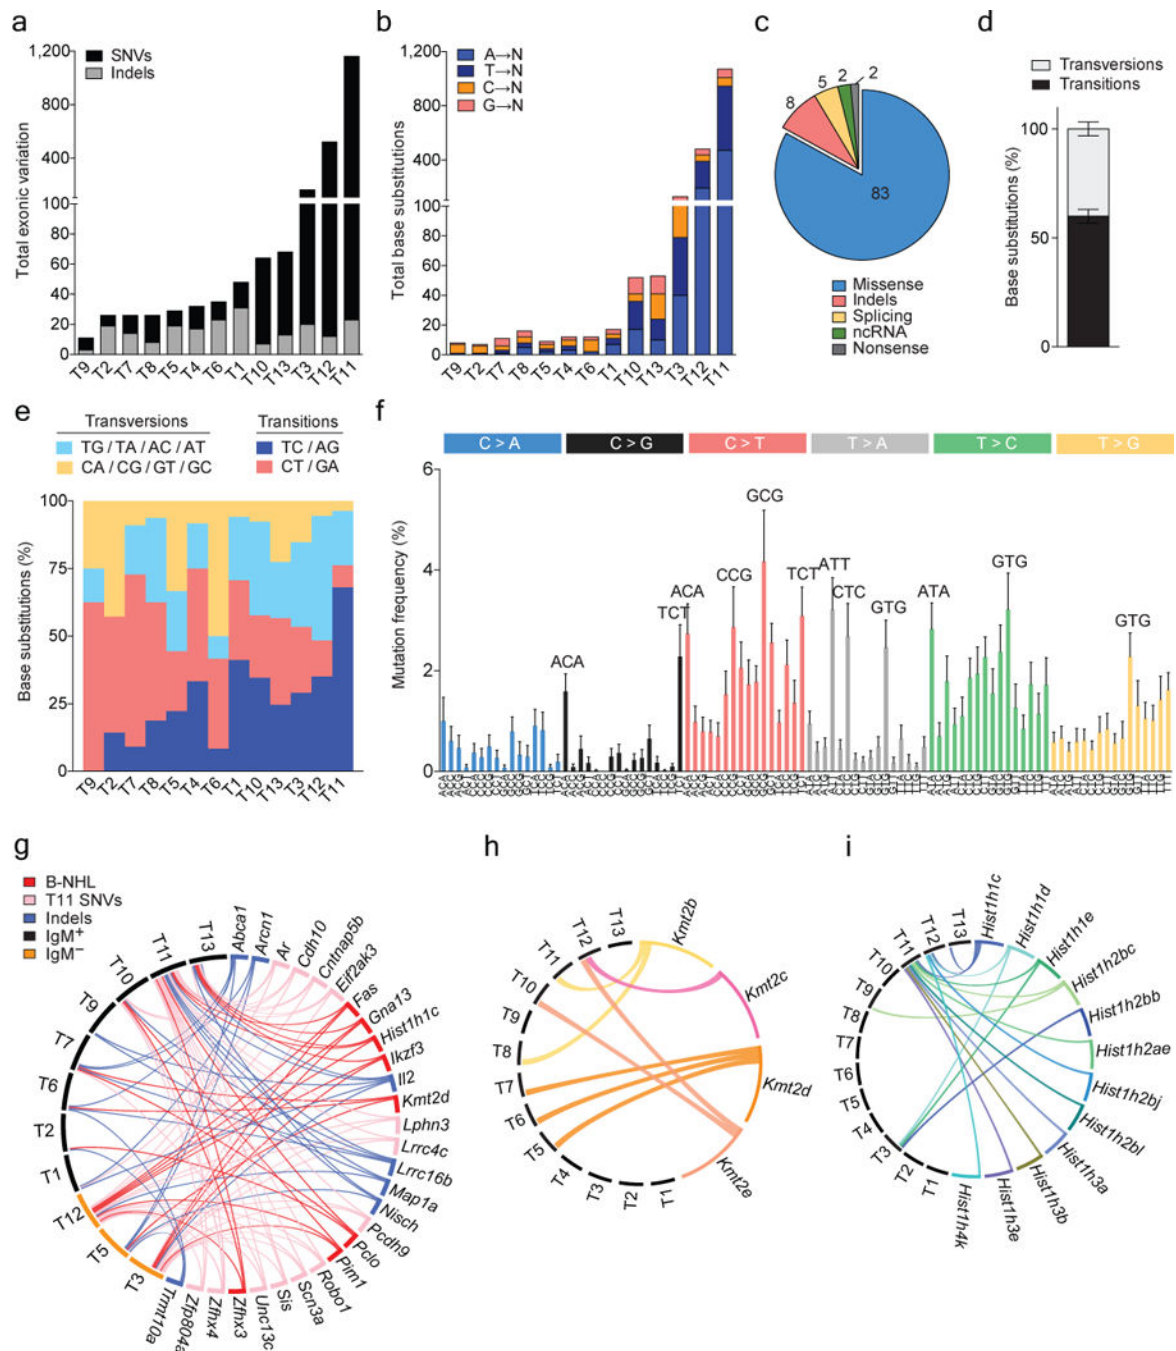 a
SNVs
Indels
Total exonic variation
1,200
800
400
100
80
60
40
20
0
T9 T2 T7 T8 T5 T4 T6 T1 T10 T13 T3 T12 T11
b
A→N
T→N
C→N
G→N
Total base substitutions
1,200
800
400
100
80
60
40
20
0
T9 T2 T7 T8 T5 T4 T6 T1 T10 T13 T3 T12 T11
c
8 5 2 2
83
Missense
Indels
Splicing
ncRNA
Nonsense
d
Transversions
Transitions
Base substitutions (%)
100
50
0
e
Transversions
TG / TA / AC / AT
CA / CG / GT / GC
Transitions
TC / AG
CT / GA
Base substitutions (%)
100
75
50
25
0
T9 T2 T7 T8 T5 T4 T6 T1 T10 T13 T3 T12 T11
f
C > A C > G C > T T > A T > C T > G
Mutation frequency (%)
6
4
2
0
ACA TCT ACA CCG GCG TCT ATT CTC GTG ATA GTG GTG
g
B-NHL
T11 SNVs
Indels
IgM+
IgM−
T13
T11
T10
T9
T7
T6
T2
T1
T12
T5
T3
Abca1
Arcn1
Ar
Cdh10
Cntnap5b
Eif2ak3
Fas
Gna13
Hist1h1c
Ikzf3
Il2
Kmt2d
Lphn3
Lrrc4c
Lrrc16b
Map1a
Nisch
Pcdh9
Pclo
Pim1
Robo1
Scn3a
Sis
Unc13c
Zfhx3
Zfhx4
Zfp804a
Trmt10a
h
T13
T12
T11
T10
T9
T8
T7
T6
T5
T4
T3
T2
T1
Kmt2b
Kmt2c
Kmt2d
Kmt2e
i
T13
T12
T11
T10
T9
T8
T7
T6
T5
T4
T3
T2
T1
Hist1h1c
Hist1h1d
Hist1h1e
Hist1h2bc
Hist1h2bb
Hist1h2ae
Hist1h2bj
Hist1h2bl
Hist1h3a
Hist1h3b
Hist1h3e
Hist1h4k